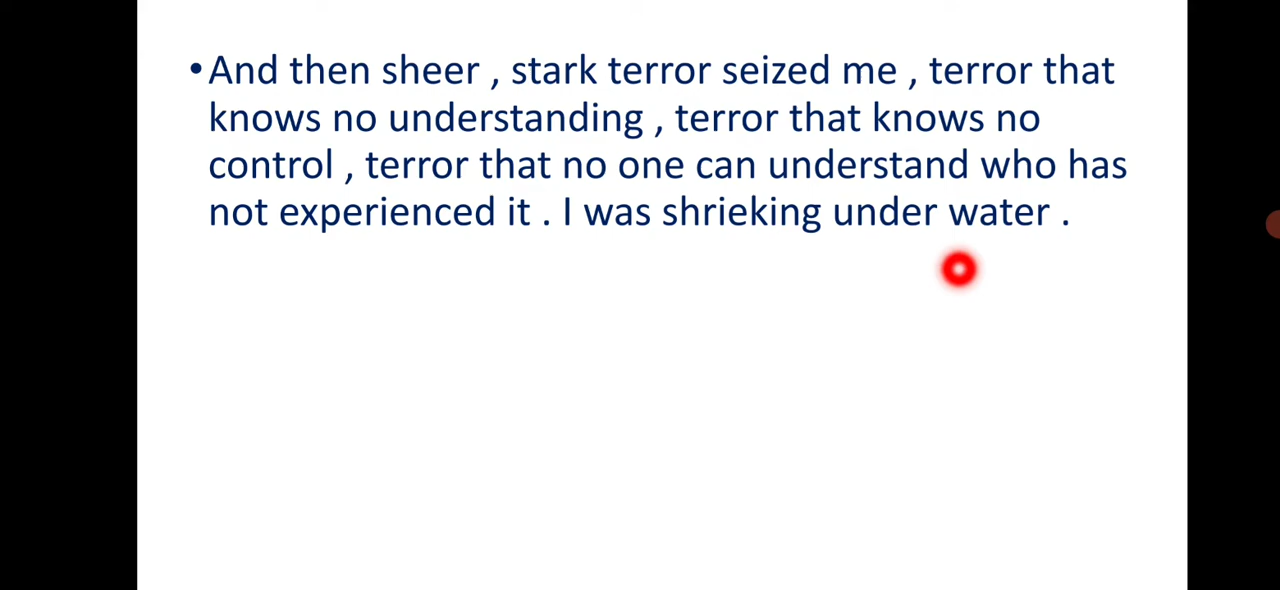 •And then sheer , stark terror seized me , terror that
knows no understanding , terror that knows no
control , terror that no one can understand who has
not experienced it . I was shrieking under water .